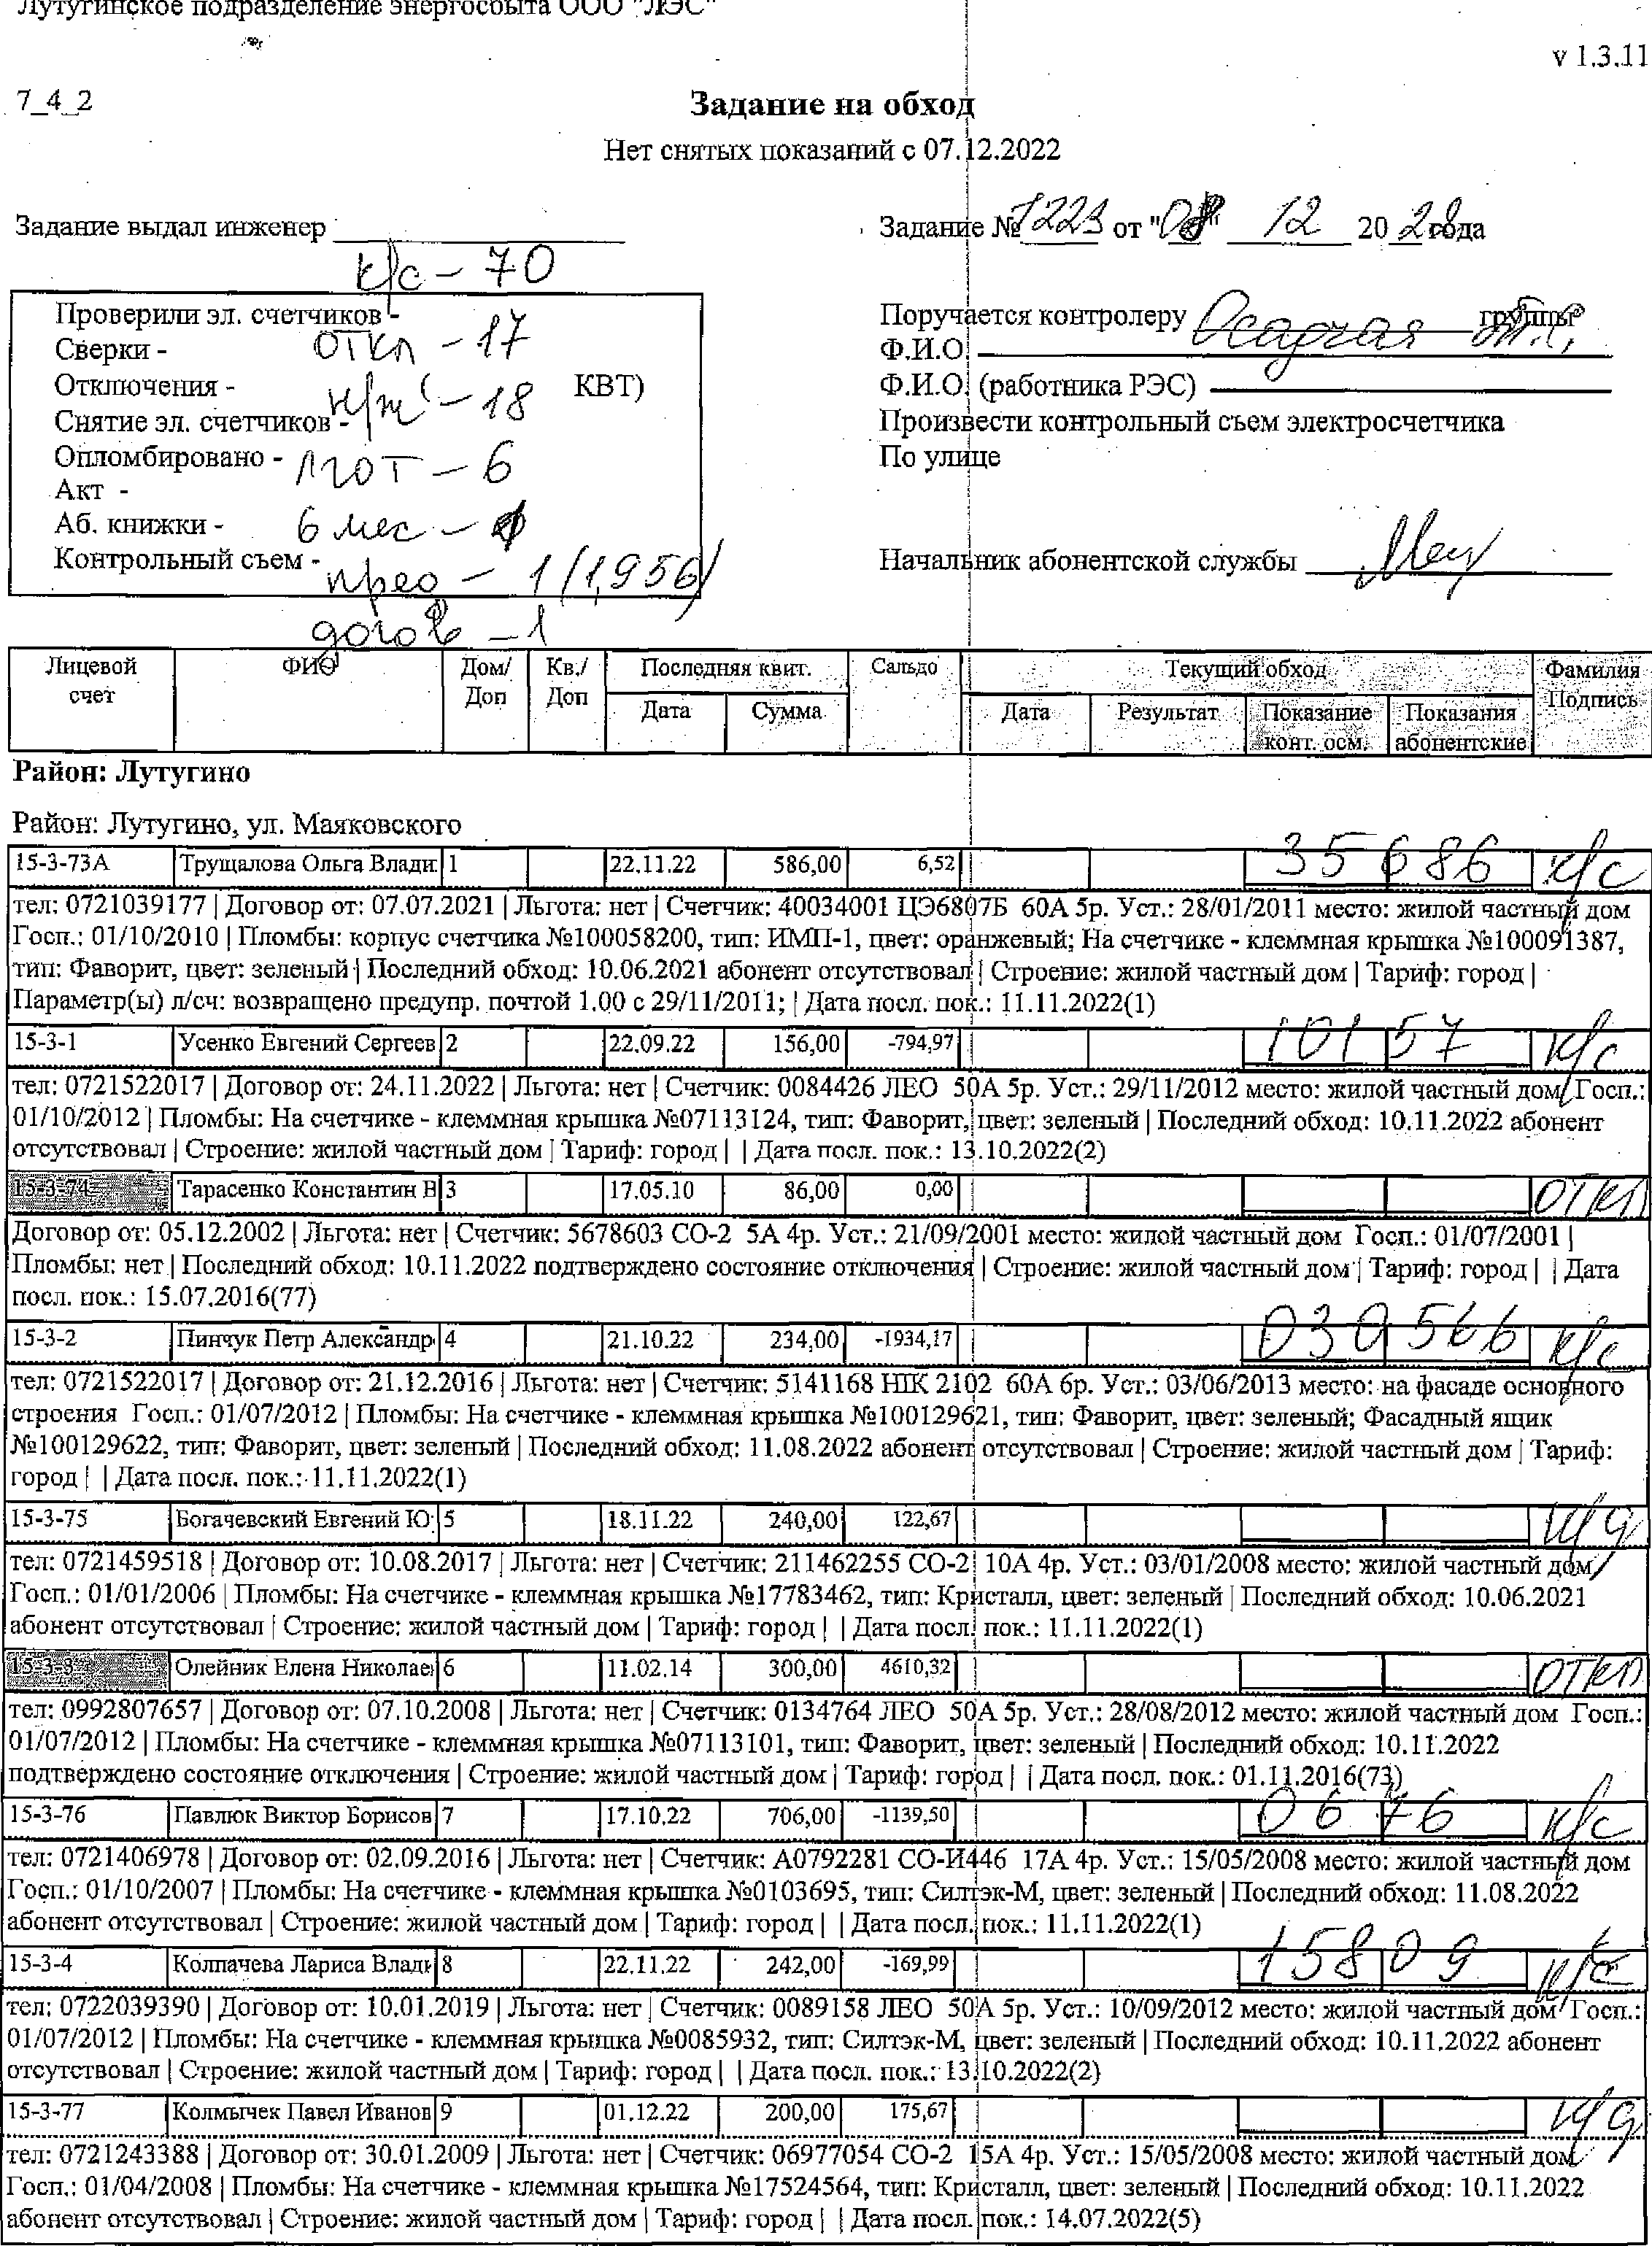 Лутугинское подразделение энергосбыта ООО "ЛЭС"
v 1.3.11
7_4_2
Задание на обход
Нет снятых показаний с 07.12.2022
Задание выдал инженер
Задание № 1223 от "08" 12 20 года
к/с - 70
Проверили эл. счетчиков -
Поручается контролеру Осадчая группы
Сверки - откл - 17
Ф.И.О.
Отключения - КВТ)
Ф.И.О. (работника РЭС)
Снятие эл. счетчиков - н/ж - 18
Произвести контрольный съем электросчетчика
Опломбировано - льгот - 6
По улице
Акт -
Аб. книжки - 6 мес -
Контрольный съем - - 1 (1,956)
Начальник абонентской службы
догов - 1
Лицевой счет | ФИО | Дом/Доп | Кв./Доп | Последняя квит. Дата Сумма | Сальдо | Текущий обход Дата Результат Показание конт. осм. Показания абонентские | Фамилия Подпись
Район: Лутугино
Район: Лутугино, ул. Маяковского
15-3-73А Трущалова Ольга Влади 1 22.11.22 586,00 6,52 35686 к/с
тел: 0721039177 | Договор от: 07.07.2021 | Льгота: нет | Счетчик: 40034001 ЦЭ6807Б 60А 5р. Уст.: 28/01/2011 место: жилой частный дом
Госп.: 01/10/2010 | Пломбы: корпус счетчика №100058200, тип: ИМП-1, цвет: оранжевый; На счетчике - клеммная крышка №100091387,
тип: Фаворит, цвет: зеленый | Последний обход: 10.06.2021 абонент отсутствовал | Строение: жилой частный дом | Тариф: город |
Параметр(ы) л/сч: возвращено предупр. почтой 1.00 с 29/11/2011; | Дата посл. пок.: 11.11.2022(1)
15-3-1 Усенко Евгений Сергеев 2 22.09.22 156,00 -794,97 10157 к/с
тел: 0721522017 | Договор от: 24.11.2022 | Льгота: нет | Счетчик: 0084426 ЛЕО 50А 5р. Уст.: 29/11/2012 место: жилой частный дом Госп.:
01/10/2012 | Пломбы: На счетчике - клеммная крышка №07113124, тип: Фаворит, цвет: зеленый | Последний обход: 10.11.2022 абонент
отсутствовал | Строение: жилой частный дом | Тариф: город | | Дата посл. пок.: 13.10.2022(2)
15-3-74 Тарасенко Константин В 3 17.05.10 86,00 0,00 откл
Договор от: 05.12.2002 | Льгота: нет | Счетчик: 5678603 СО-2 5А 4р. Уст.: 21/09/2001 место: жилой частный дом Госп.: 01/07/2001 |
Пломбы: нет | Последний обход: 10.11.2022 подтверждено состояние отключения | Строение: жилой частный дом | Тариф: город | | Дата
посл. пок.: 15.07.2016(77)
15-3-2 Пинчук Петр Александр 4 21.10.22 234,00 -1934,17 030566 к/с
тел: 0721522017 | Договор от: 21.12.2016 | Льгота: нет | Счетчик: 5141168 НІК 2102 60А 6р. Уст.: 03/06/2013 место: на фасаде основного
строения Госп.: 01/07/2012 | Пломбы: На счетчике - клеммная крышка №100129621, тип: Фаворит, цвет: зеленый; Фасадный ящик
№100129622, тип: Фаворит, цвет: зеленый | Последний обход: 11.08.2022 абонент отсутствовал | Строение: жилой частный дом | Тариф:
город | | Дата посл. пок.: 11.11.2022(1)
15-3-75 Богачевский Евгений Ю 5 18.11.22 240,00 122,67
тел: 0721459518 | Договор от: 10.08.2017 | Льгота: нет | Счетчик: 211462255 СО-2 10А 4р. Уст.: 03/01/2008 место: жилой частный дом
Госп.: 01/01/2006 | Пломбы: На счетчике - клеммная крышка №17783462, тип: Кристалл, цвет: зеленый | Последний обход: 10.06.2021
абонент отсутствовал | Строение: жилой частный дом | Тариф: город | | Дата посл. пок.: 11.11.2022(1)
15-3-3 Олейник Елена Николае 6 11.02.14 300,00 4610,32 откл
тел: 0992807657 | Договор от: 07.10.2008 | Льгота: нет | Счетчик: 0134764 ЛЕО 50А 5р. Уст.: 28/08/2012 место: жилой частный дом Госп.:
01/07/2012 | Пломбы: На счетчике - клеммная крышка №07113101, тип: Фаворит, цвет: зеленый | Последний обход: 10.11.2022
подтверждено состояние отключения | Строение: жилой частный дом | Тариф: город | | Дата посл. пок.: 01.11.2016(73)
15-3-76 Павлюк Виктор Борисов 7 17.10.22 706,00 -1139,50 0676 к/с
тел: 0721406978 | Договор от: 02.09.2016 | Льгота: нет | Счетчик: А0792281 СО-И446 17А 4р. Уст.: 15/05/2008 место: жилой частный дом
Госп.: 01/10/2007 | Пломбы: На счетчике - клеммная крышка №0103695, тип: Силтэк-М, цвет: зеленый | Последний обход: 11.08.2022
абонент отсутствовал | Строение: жилой частный дом | Тариф: город | | Дата посл. пок.: 11.11.2022(1)
15-3-4 Колпачева Лариса Влади 8 22.11.22 242,00 -169,99 15809 к/с
тел: 0722039390 | Договор от: 10.01.2019 | Льгота: нет | Счетчик: 0089158 ЛЕО 50А 5р. Уст.: 10/09/2012 место: жилой частный дом Госп.:
01/07/2012 | Пломбы: На счетчике - клеммная крышка №0085932, тип: Силтэк-М, цвет: зеленый | Последний обход: 10.11.2022 абонент
отсутствовал | Строение: жилой частный дом | Тариф: город | | Дата посл. пок.: 13.10.2022(2)
15-3-77 Колмычек Павел Иванов 9 01.12.22 200,00 175,67
тел: 0721243388 | Договор от: 30.01.2009 | Льгота: нет | Счетчик: 06977054 СО-2 15А 4р. Уст.: 15/05/2008 место: жилой частный дом
Госп.: 01/04/2008 | Пломбы: На счетчике - клеммная крышка №17524564, тип: Кристалл, цвет: зеленый | Последний обход: 10.11.2022
абонент отсутствовал | Строение: жилой частный дом | Тариф: город | | Дата посл. пок.: 14.07.2022(5)